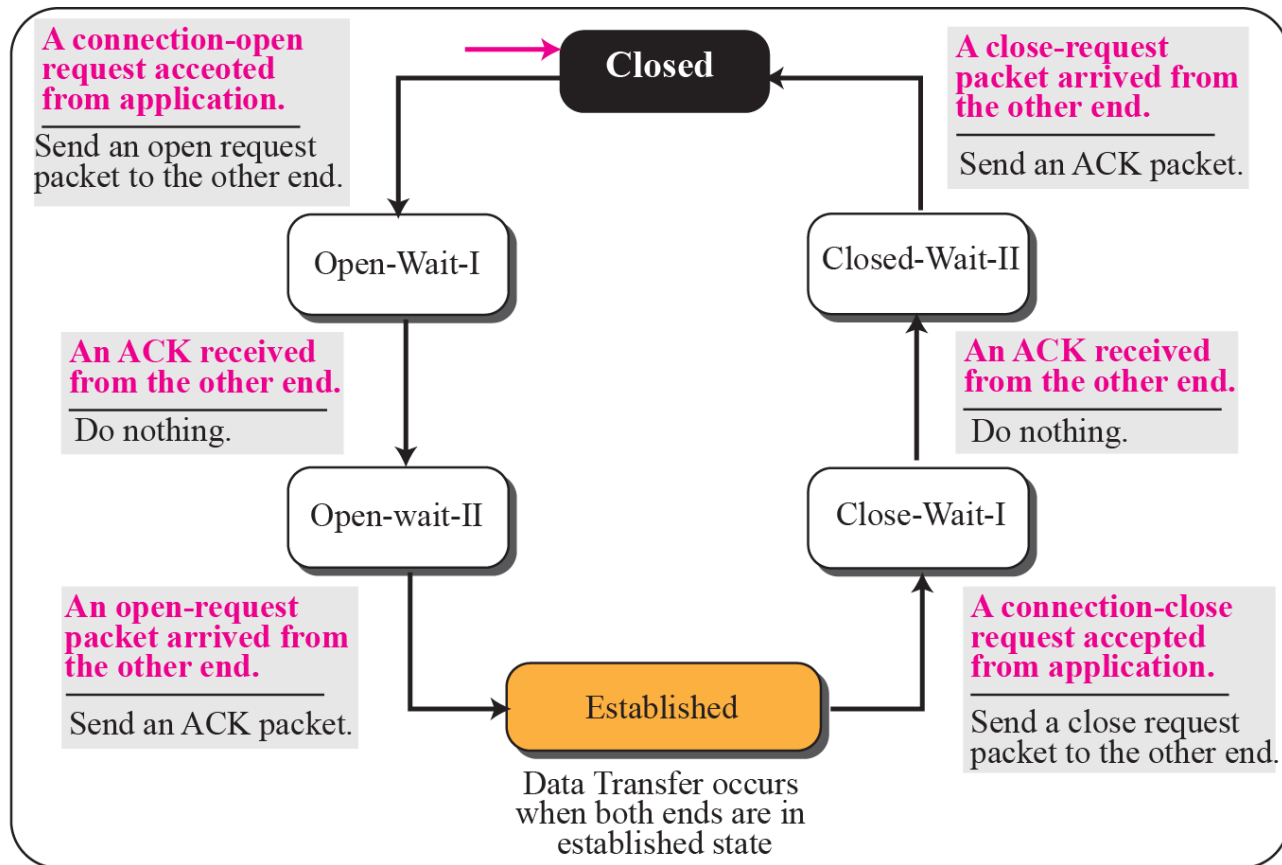 A connection-open
request acceoted
from application.
Send an open request
packet to the other end.
Closed
A close-request
packet arrived from
the other end.
Send an ACK packet.
Open-Wait-I
Closed-Wait-II
An ACK received
from the other end.
Do nothing.
An ACK received
from the other end.
Do nothing.
Open-wait-II
Close-Wait-I
An open-request
packet arrived from
the other end.
Send an ACK packet.
Established
Data Transfer occurs
when both ends are in
established state
A connection-close
request accepted
from application.
Send a close request
packet to the other end.